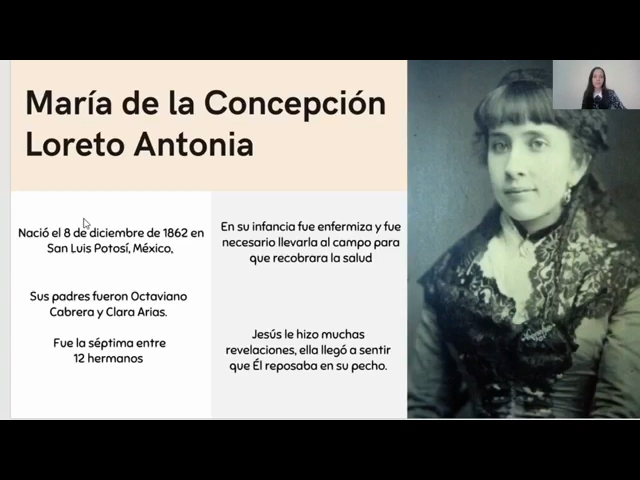 María de la Concepción
Loreto Antonia
Nació el 8 de diciembre de 1862 en
San Luis Potosí, México,
Sus padres fueron Octaviano
Cabrera y Clara Arias.
Fue la séptima entre
12 hermanos
En su infancia fue enfermiza y fue
necesario llevarla al campo para
que recobrara la salud
Jesús le hizo muchas
revelaciones, ella llegó a sentir
que Él reposaba en su pecho.